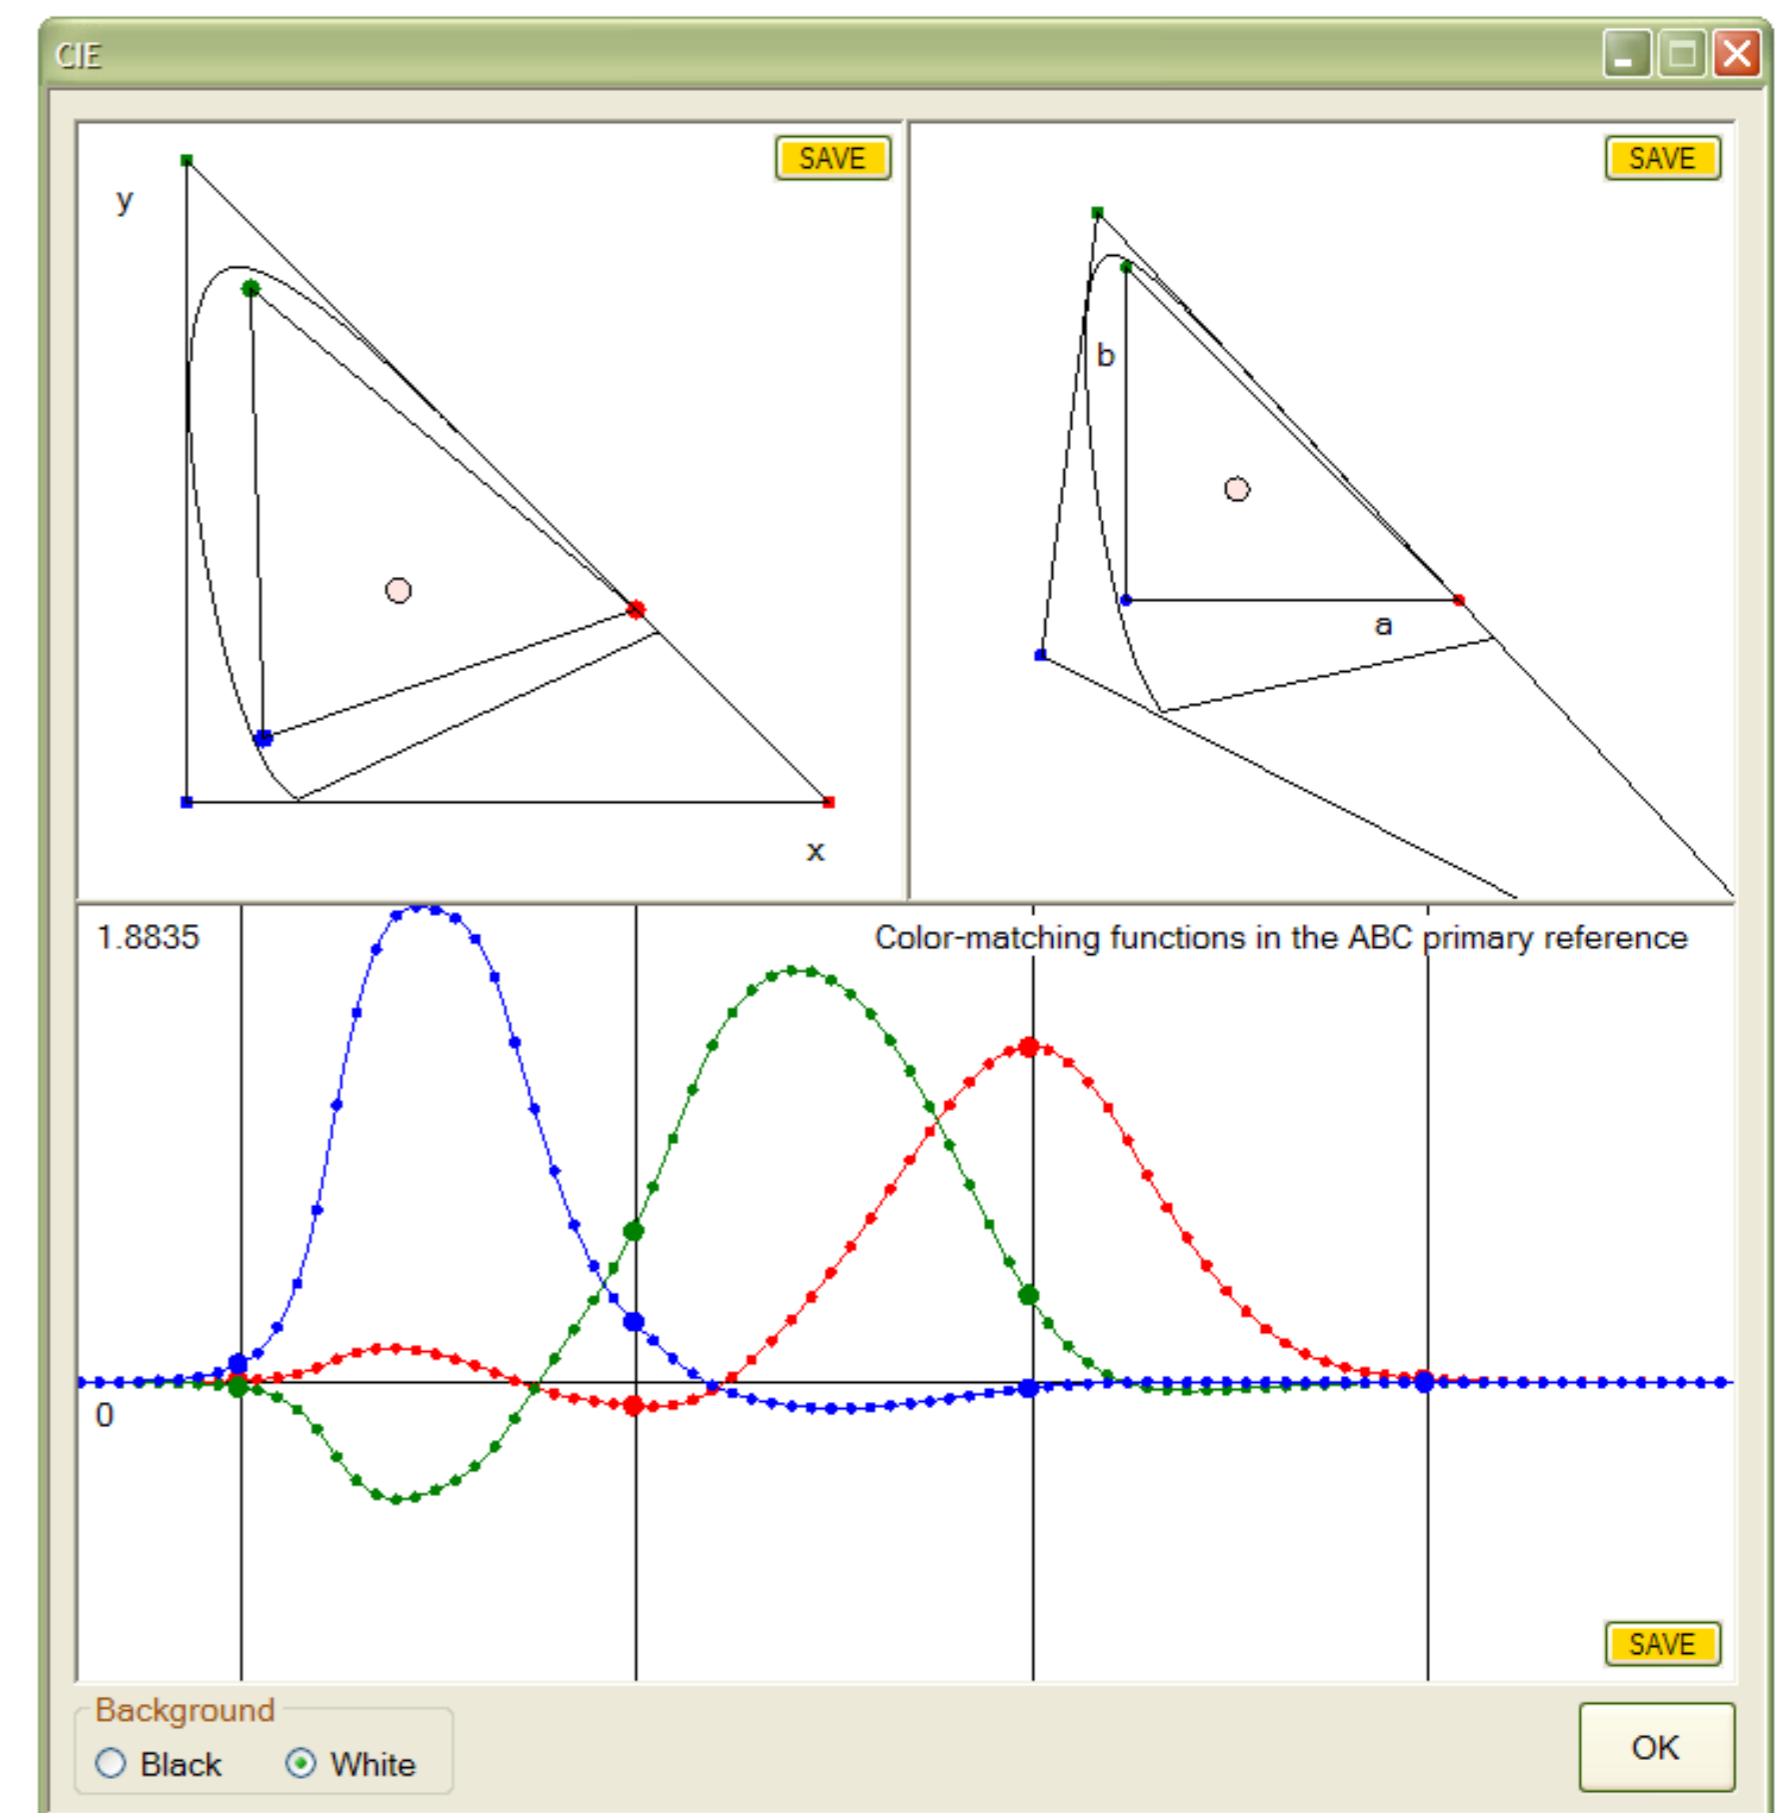 CIE
SAVE
SAVE
y
b
a
x
1.8835
Color-matching functions in the ABC primary reference
0
SAVE
Background
Black
White
OK